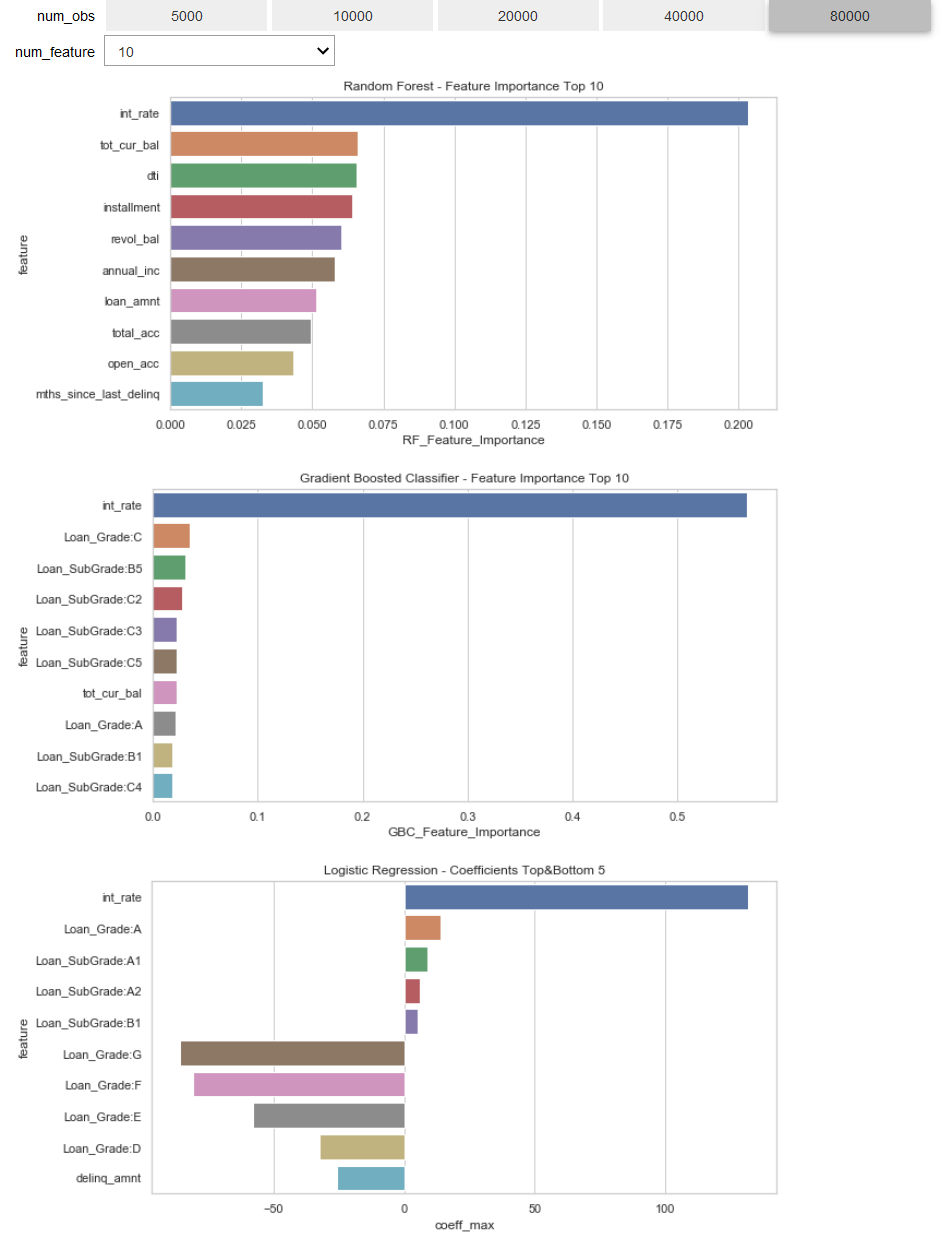 num_obs 5000 10000 20000 40000 80000
num_feature 10
Random Forest - Feature Importance Top 10
int_rate
tot_cur_bal
dti
installment
revol_bal
annual_inc
loan_amnt
total_acc
open_acc
mths_since_last_delinq
feature
0.000 0.025 0.050 0.075 0.100 0.125 0.150 0.175 0.200
RF_Feature_Importance
Gradient Boosted Classifier - Feature Importance Top 10
int_rate
Loan_Grade:C
Loan_SubGrade:B5
Loan_SubGrade:C2
Loan_SubGrade:C3
Loan_SubGrade:C5
tot_cur_bal
Loan_Grade:A
Loan_SubGrade:B1
Loan_SubGrade:C4
feature
0.0 0.1 0.2 0.3 0.4 0.5
GBC_Feature_Importance
Logistic Regression - Coefficients Top&Bottom 5
int_rate
Loan_Grade:A
Loan_SubGrade:A1
Loan_SubGrade:A2
Loan_SubGrade:B1
Loan_Grade:G
Loan_Grade:F
Loan_Grade:E
Loan_Grade:D
delinq_amnt
feature
−50 0 50 100
coeff_max